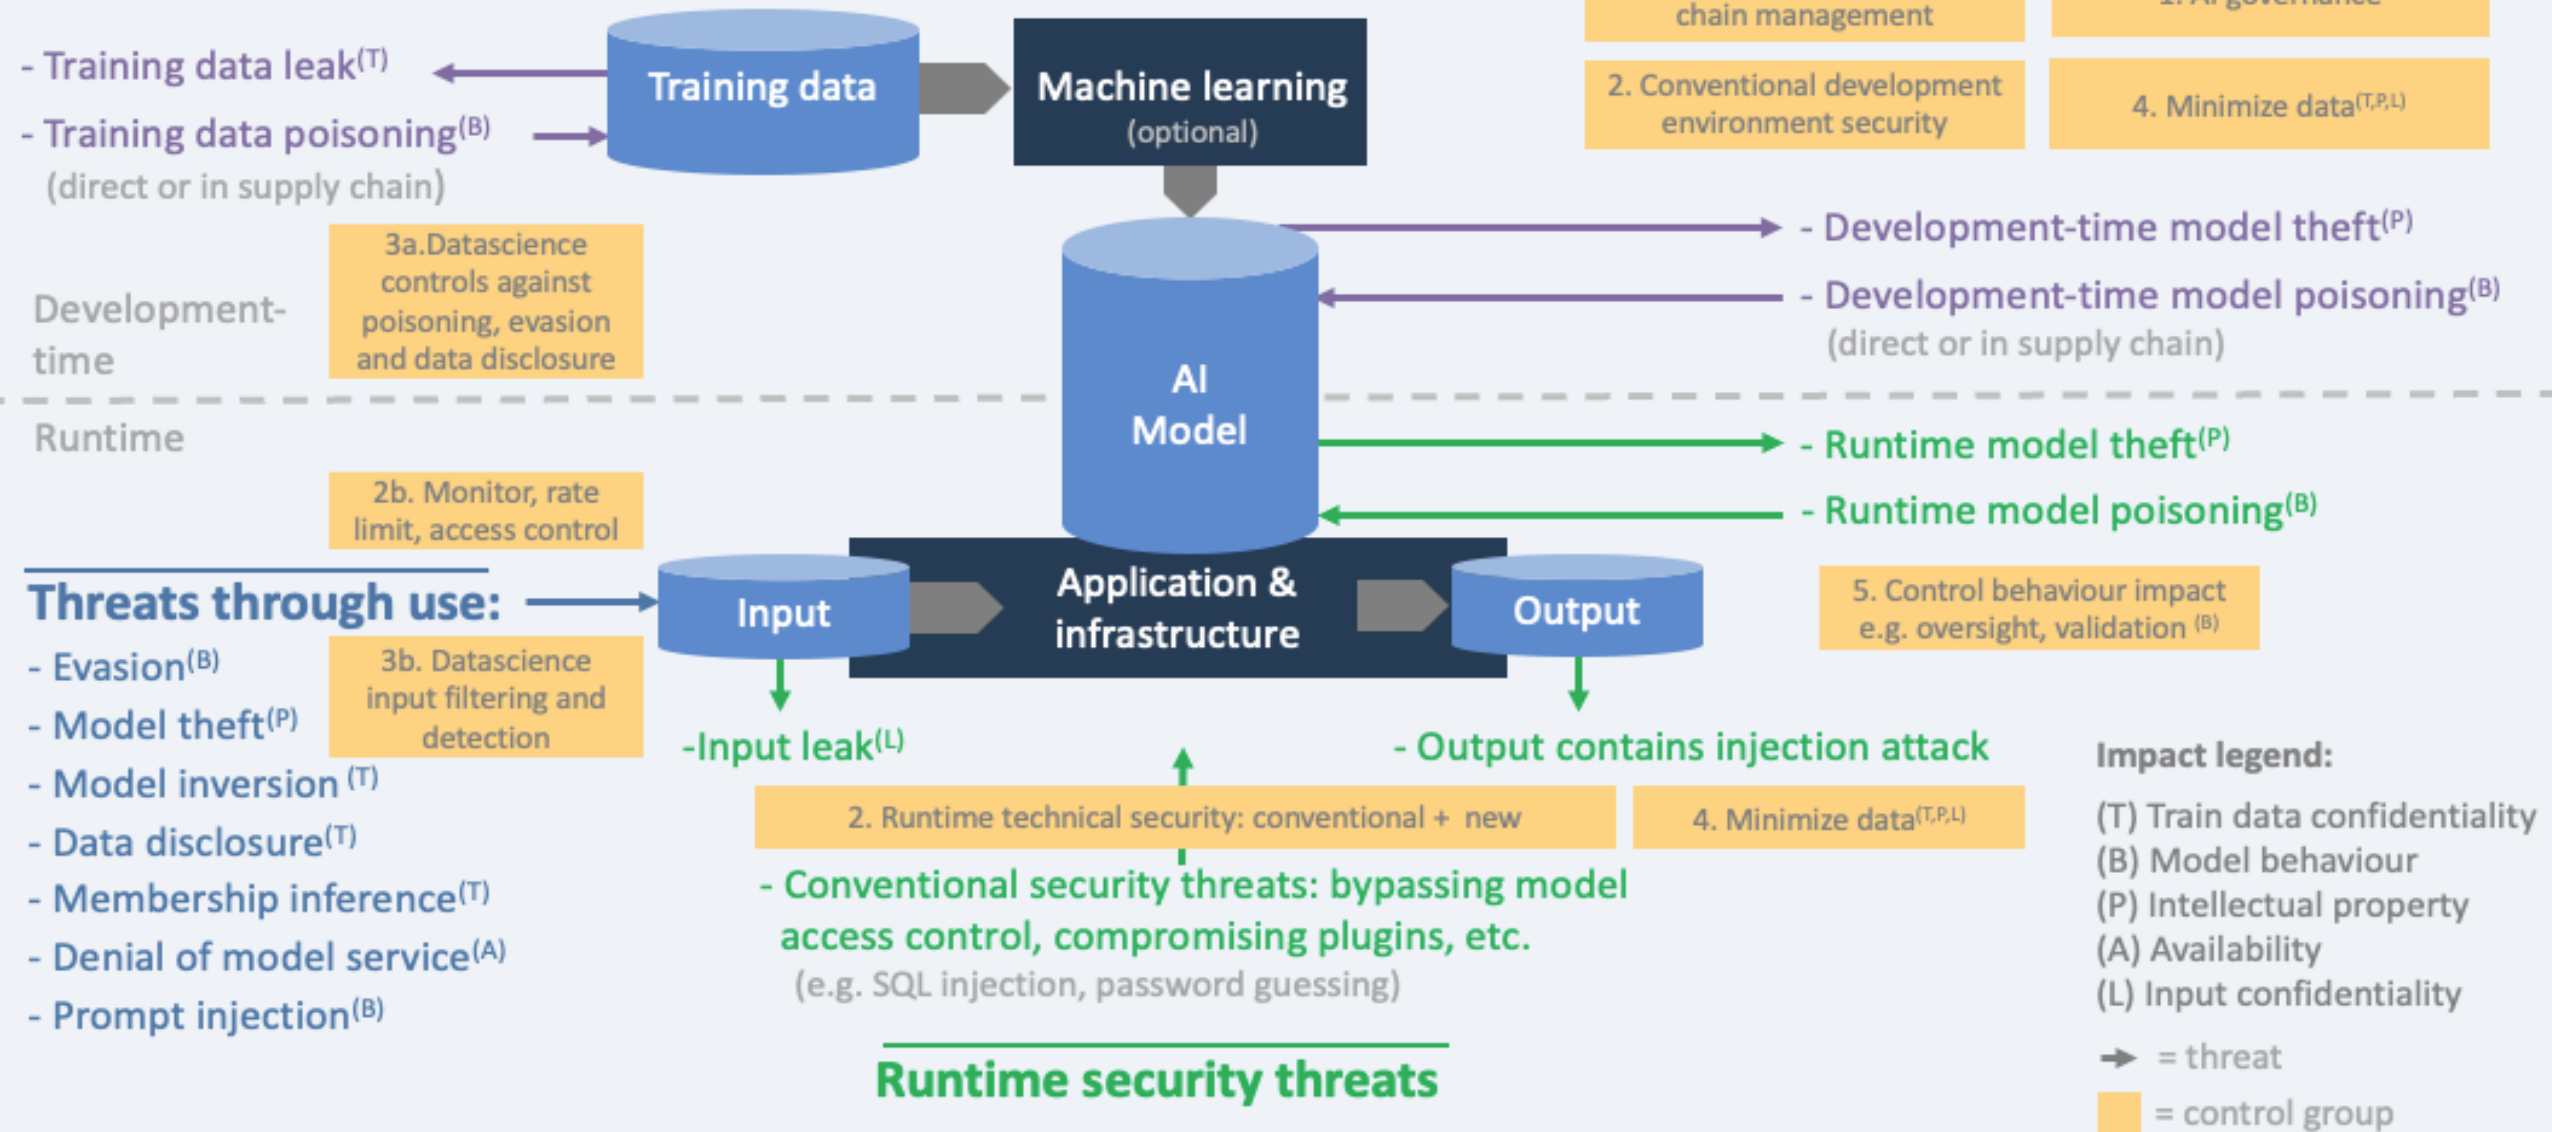 chain management
1. AI governance
- Training data leak(T)
Training data
Machine learning
(optional)
2. Conventional development
environment security
4. Minimize data(T,P,L)
- Training data poisoning(B)
(direct or in supply chain)
3a.Datascience
controls against
poisoning, evasion
and data disclosure
- Development-time model theft(P)
- Development-time model poisoning(B)
(direct or in supply chain)
Development-
time
AI
Model
Runtime
- Runtime model theft(P)
- Runtime model poisoning(B)
2b. Monitor, rate
limit, access control
Threats through use:
Input
Application &
infrastructure
Output
5. Control behaviour impact
e.g. oversight, validation (B)
- Evasion(B)
- Model theft(P)
- Model inversion (T)
- Data disclosure(T)
- Membership inference(T)
- Denial of model service(A)
- Prompt injection(B)
3b. Datascience
input filtering and
detection
-Input leak(L)
- Output contains injection attack
2. Runtime technical security: conventional + new
4. Minimize data(T,P,L)
- Conventional security threats: bypassing model
access control, compromising plugins, etc.
(e.g. SQL injection, password guessing)
Runtime security threats
Impact legend:
(T) Train data confidentiality
(B) Model behaviour
(P) Intellectual property
(A) Availability
(L) Input confidentiality
= threat
= control group